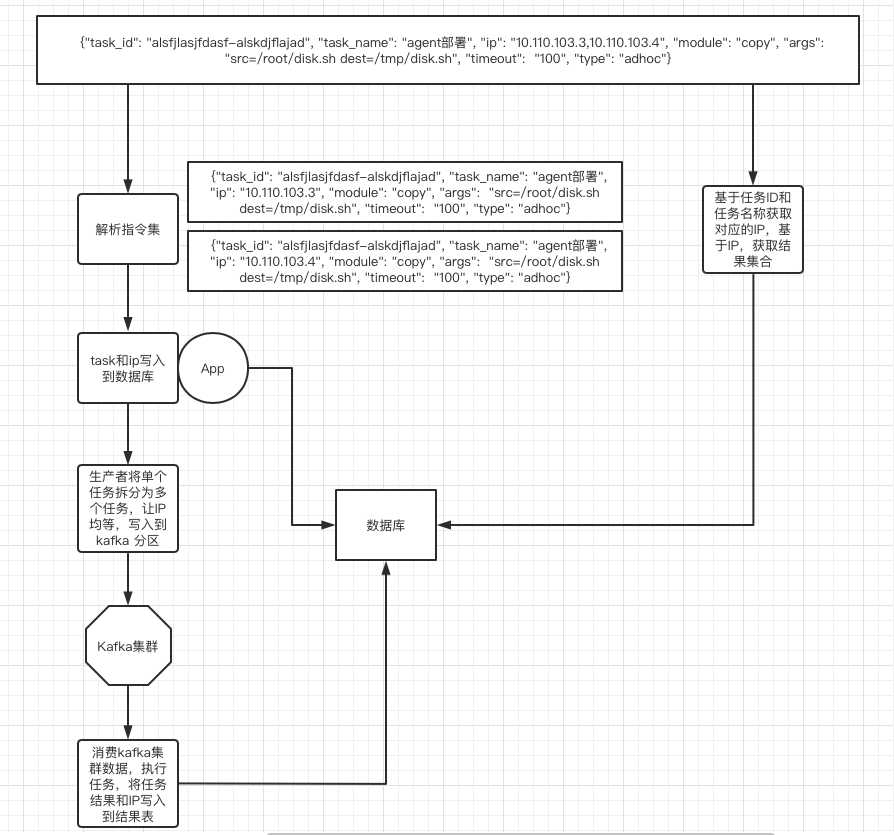 {"task_id": "alsfjlasjfdasf-alskdjflajad", "task_name": "agent部署", "ip": "10.110.103.3,10.110.103.4", "module": "copy", "args":
"src=/root/disk.sh dest=/tmp/disk.sh", "timeout": "100", "type": "adhoc"}
{"task_id": "alsfjlasjfdasf-alskdjflajad", "task_name": "agent部署",
"ip": "10.110.103.3", "module": "copy", "args": "src=/root/disk.sh
dest=/tmp/disk.sh", "timeout": "100", "type": "adhoc"}
解析指令集
{"task_id": "alsfjlasjfdasf-alskdjflajad", "task_name": "agent部署",
"ip": "10.110.103.4", "module": "copy", "args": "src=/root/disk.sh
dest=/tmp/disk.sh", "timeout": "100", "type": "adhoc"}
基于任务ID和
任务名称获取
对应的IP，基
于IP，获取结
果集合
task和ip写入
到数据库
App
生产者将单个
任务拆分为多
个任务，让IP
均等，写入到
kafka 分区
数据库
Kafka集群
消费kafka集
群数据，执行
任务，将任务
结果和IP写入
到结果表